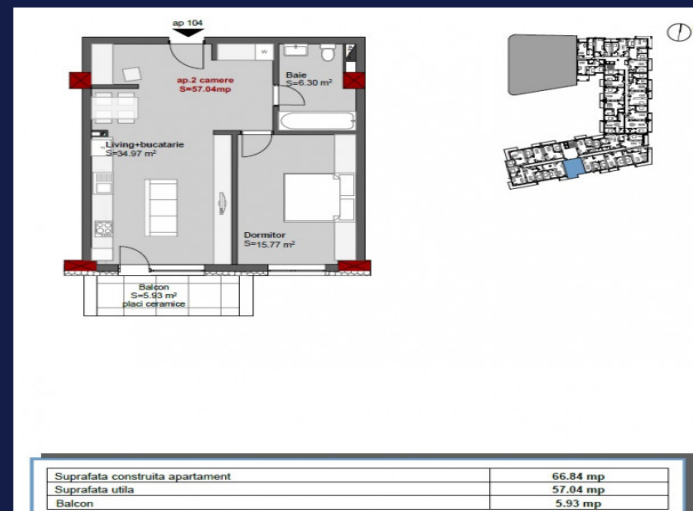 ap 104
ap.2 camere
S=57.04mp
Baie
S=6.30 m²
Living+bucatarie
S=34.97 m²
Dormitor
S=15.77 m²
Balcon
S=5.93 m²
placi ceramice
Suprafata construita apartament 66.84 mp
Suprafata utila 57.04 mp
Balcon 5.93 mp